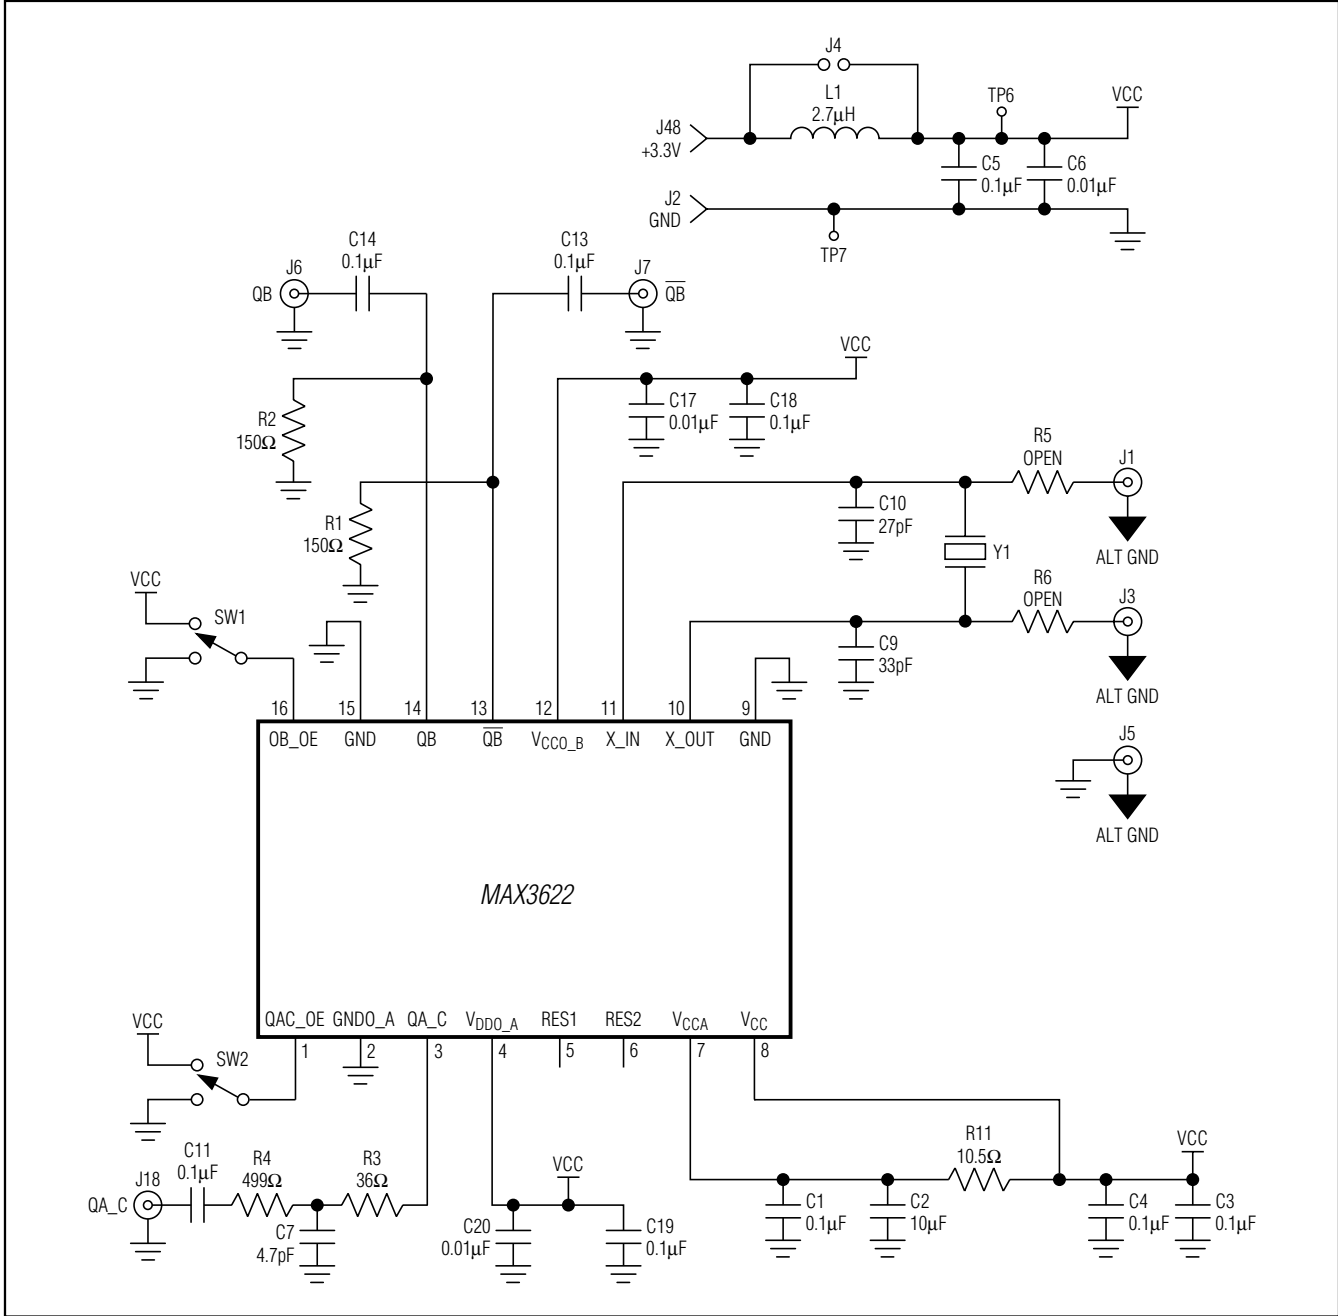 J4
L1
2.7μH
J48
+3.3V
TP6
VCC
C5
0.1μF
C6
0.01μF
J2
GND
TP7
C14
0.1μF
J6
QB
C13
0.1μF
J7
Q̅B̅
VCC
C17
0.01μF
C18
0.1μF
R2
150Ω
R1
150Ω
R5
OPEN
J1
ALT GND
C10
27pF
Y1
R6
OPEN
J3
ALT GND
C9
33pF
VCC
SW1
16 15 14 13 12 11 10 9
OB_OE GND QB Q̅B̅ VCCO_B X_IN X_OUT GND
J5
ALT GND
MAX3622
QAC_OE GNDO_A QA_C VDDO_A RES1 RES2 VCCA VCC
1 2 3 4 5 6 7 8
VCC
SW2
C11
0.1μF
J18
QA_C
R4
499Ω
R3
36Ω
C7
4.7pF
VCC
C20
0.01μF
C19
0.1μF
R11
10.5Ω
VCC
C1
0.1μF
C2
10μF
C4
0.1μF
C3
0.1μF